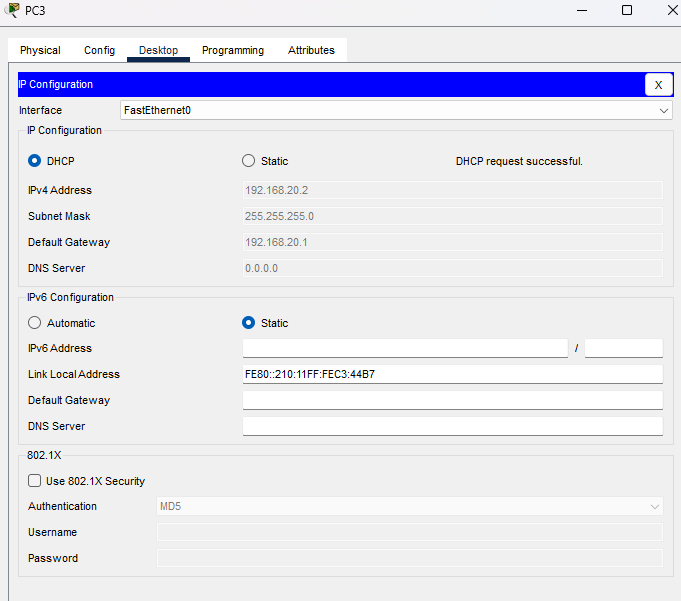 PC3
Physical Config Desktop Programming Attributes
IP Configuration X
Interface FastEthernet0
IP Configuration
DHCP Static DHCP request successful.
IPv4 Address 192.168.20.2
Subnet Mask 255.255.255.0
Default Gateway 192.168.20.1
DNS Server 0.0.0.0
IPv6 Configuration
Automatic Static
IPv6 Address /
Link Local Address FE80::210:11FF:FEC3:44B7
Default Gateway
DNS Server
802.1X
Use 802.1X Security
Authentication MD5
Username
Password